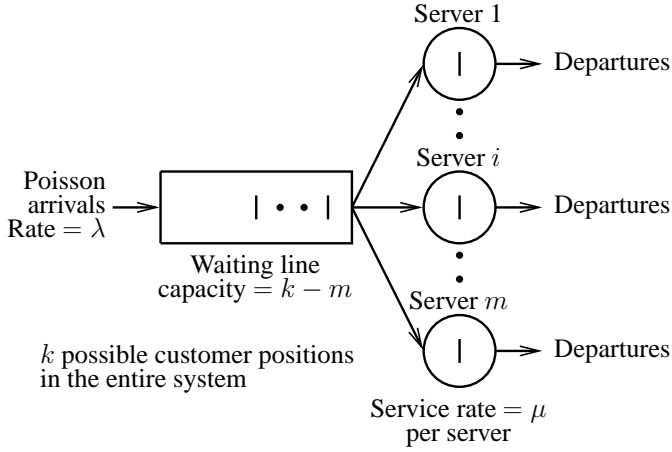 Server 1
Departures
Server i
Poisson
arrivals
Rate = λ
Departures
Waiting line
capacity = k − m
Server m
k possible customer positions
in the entire system
Departures
Service rate = μ
per server